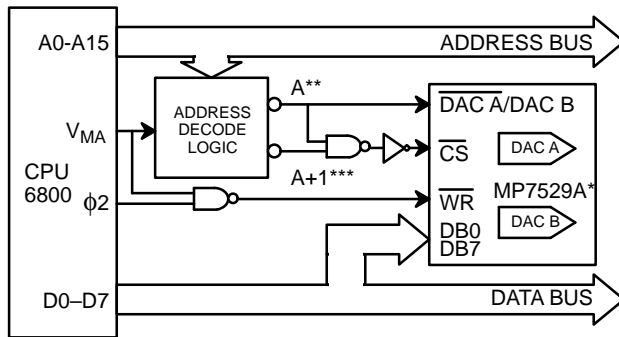 A0-A15
ADDRESS BUS
A**
ADDRESS
DECODE
LOGIC
DAC A/DAC B
VMA
CS
DAC A
CPU
6800
A+1***
MP7529A*
ϕ2
WR
DAC B
DB0
DB7
D0–D7
DATA BUS